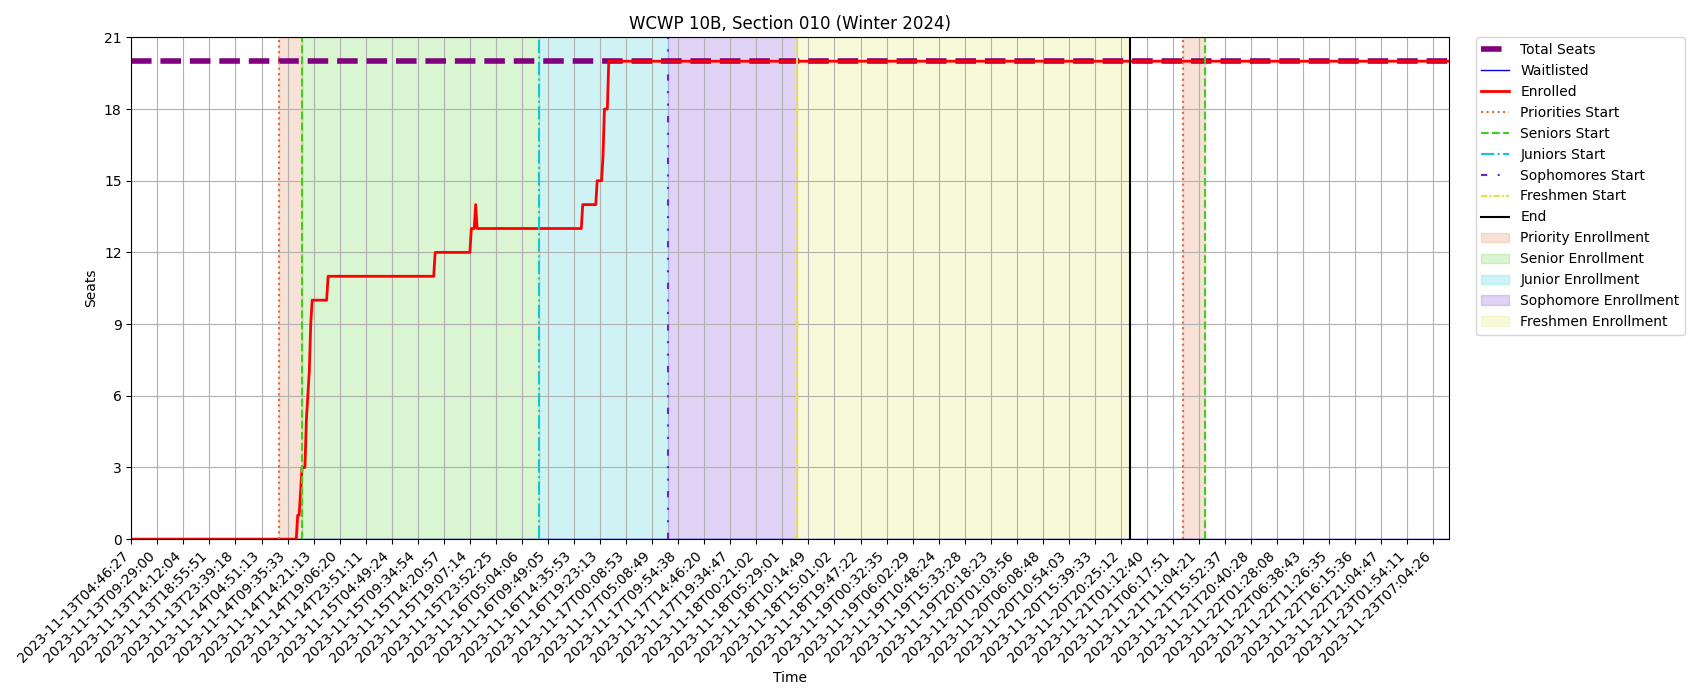 WCWP 10B, Section 010 (Winter 2024)
21
18
15
12
9
6
3
0
Seats
2023-11-13T04:46:27
2023-11-13T09:29:00
2023-11-13T14:12:04
2023-11-13T18:55:51
2023-11-13T23:39:18
2023-11-14T04:51:13
2023-11-14T09:35:33
2023-11-14T14:21:13
2023-11-14T19:06:20
2023-11-14T23:51:11
2023-11-15T04:49:24
2023-11-15T09:34:54
2023-11-15T14:20:57
2023-11-15T19:07:14
2023-11-15T23:52:25
2023-11-16T05:04:06
2023-11-16T09:49:05
2023-11-16T14:35:53
2023-11-16T19:23:13
2023-11-17T00:08:53
2023-11-17T05:08:49
2023-11-17T09:54:38
2023-11-17T14:46:20
2023-11-17T19:34:47
2023-11-18T00:21:02
2023-11-18T05:29:01
2023-11-18T10:14:49
2023-11-18T15:01:02
2023-11-18T19:47:22
2023-11-19T00:32:35
2023-11-19T06:02:29
2023-11-19T10:48:24
2023-11-19T15:33:28
2023-11-19T20:18:23
2023-11-20T01:03:56
2023-11-20T06:08:48
2023-11-20T10:54:03
2023-11-20T15:39:33
2023-11-20T20:25:12
2023-11-21T01:12:40
2023-11-21T06:17:51
2023-11-21T11:04:21
2023-11-21T15:52:37
2023-11-21T20:40:28
2023-11-22T01:28:08
2023-11-22T06:38:43
2023-11-22T11:26:35
2023-11-22T16:15:36
2023-11-22T21:04:47
2023-11-23T01:54:11
2023-11-23T07:04:26
Time
Total Seats
Waitlisted
Enrolled
Priorities Start
Seniors Start
Juniors Start
Sophomores Start
Freshmen Start
End
Priority Enrollment
Senior Enrollment
Junior Enrollment
Sophomore Enrollment
Freshmen Enrollment